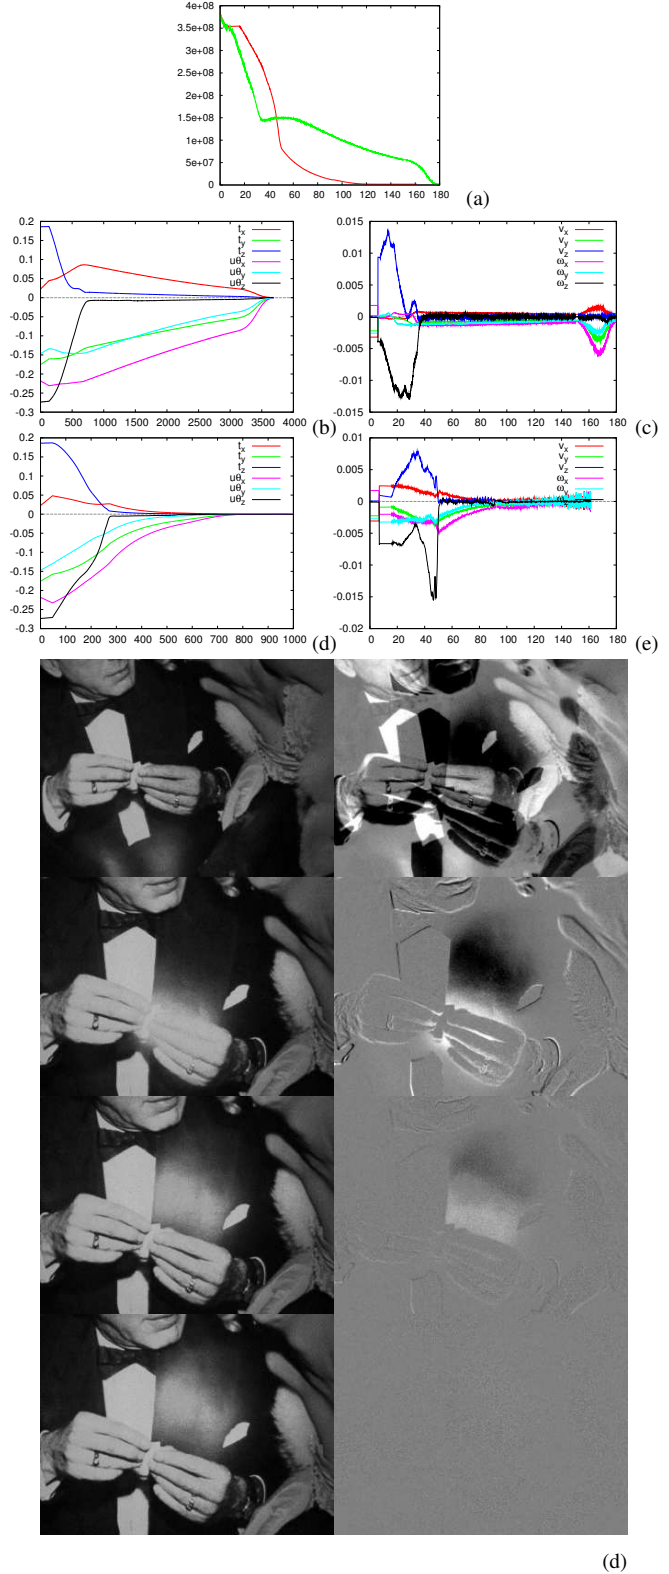 4e+08
3.5e+08
3e+08
2.5e+08
2e+08
1.5e+08
1e+08
5e+07
0
0 20 40 60 80 100 120 140 160 180
(a)
0.2
0.15
0.1
0.05
0
-0.05
-0.1
-0.15
-0.2
-0.25
-0.3
t_x
t_y
t_z
uθ_x
uθ_y
uθ_z
0 500 1000 1500 2000 2500 3000 3500 4000
(b)
0.015
0.01
0.005
0
-0.005
-0.01
-0.015
v_x
v_y
v_z
ω_x
ω_y
ω_z
0 20 40 60 80 100 120 140 160 180
(c)
0.2
0.15
0.1
0.05
0
-0.05
-0.1
-0.15
-0.2
-0.25
-0.3
t_x
t_y
t_z
uθ_x
uθ_y
uθ_z
0 100 200 300 400 500 600 700 800 900 1000
(d)
0.01
0.005
0
-0.005
-0.01
-0.015
-0.02
v_x
v_y
v_z
ω_x
ω_y
ω_z
0 20 40 60 80 100 120 140 160 180
(e)
(d)